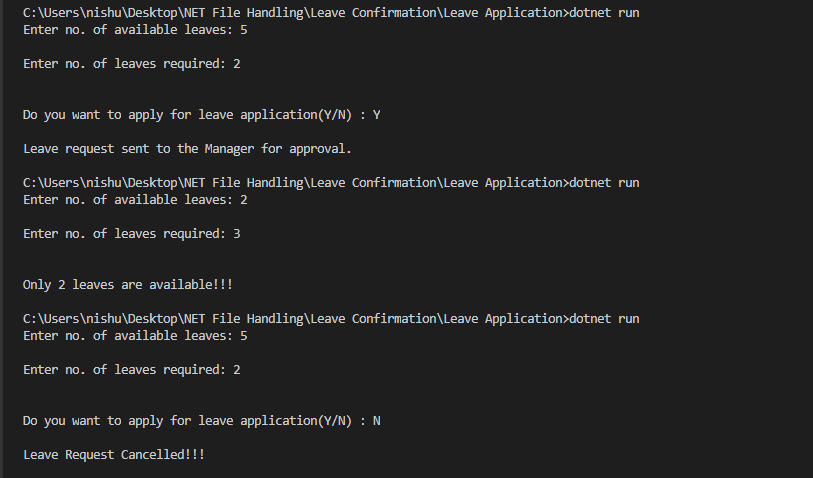 C:\Users\nishu\Desktop\NET File Handling\Leave Confirmation\Leave Application>dotnet run
Enter no. of available leaves: 5
Enter no. of leaves required: 2
Do you want to apply for leave application(Y/N) : Y
Leave request sent to the Manager for approval.
C:\Users\nishu\Desktop\NET File Handling\Leave Confirmation\Leave Application>dotnet run
Enter no. of available leaves: 2
Enter no. of leaves required: 3
Only 2 leaves are available!!!
C:\Users\nishu\Desktop\NET File Handling\Leave Confirmation\Leave Application>dotnet run
Enter no. of available leaves: 5
Enter no. of leaves required: 2
Do you want to apply for leave application(Y/N) : N
Leave Request Cancelled!!!